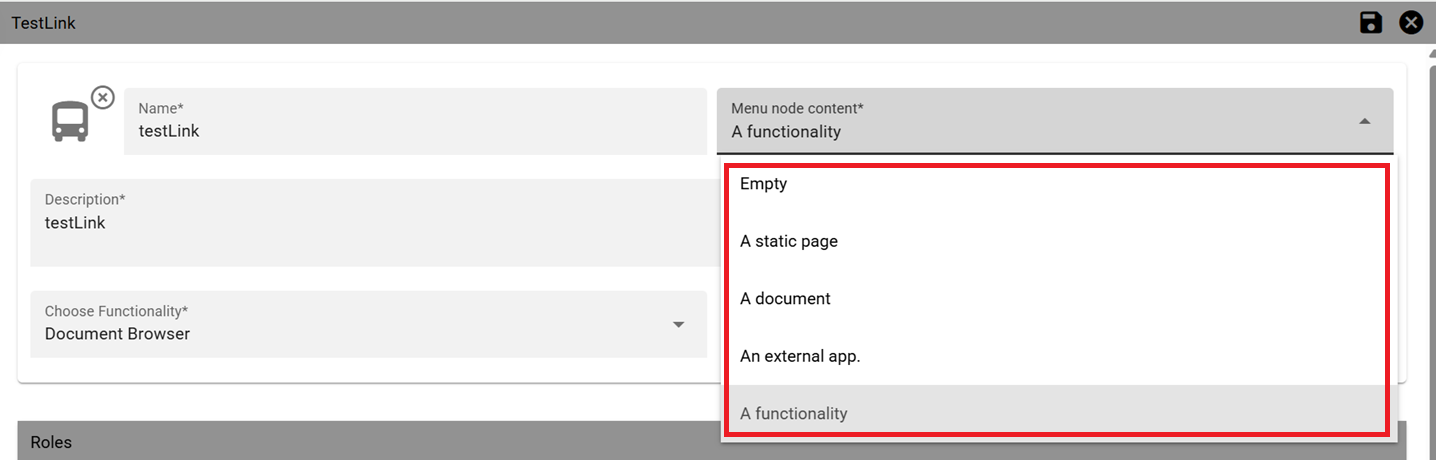 TestLink
Name*
testLink
Menu node content*
A functionality
Description*
testLink
Choose Functionality*
Document Browser
Empty
A static page
A document
An external app.
A functionality
Roles